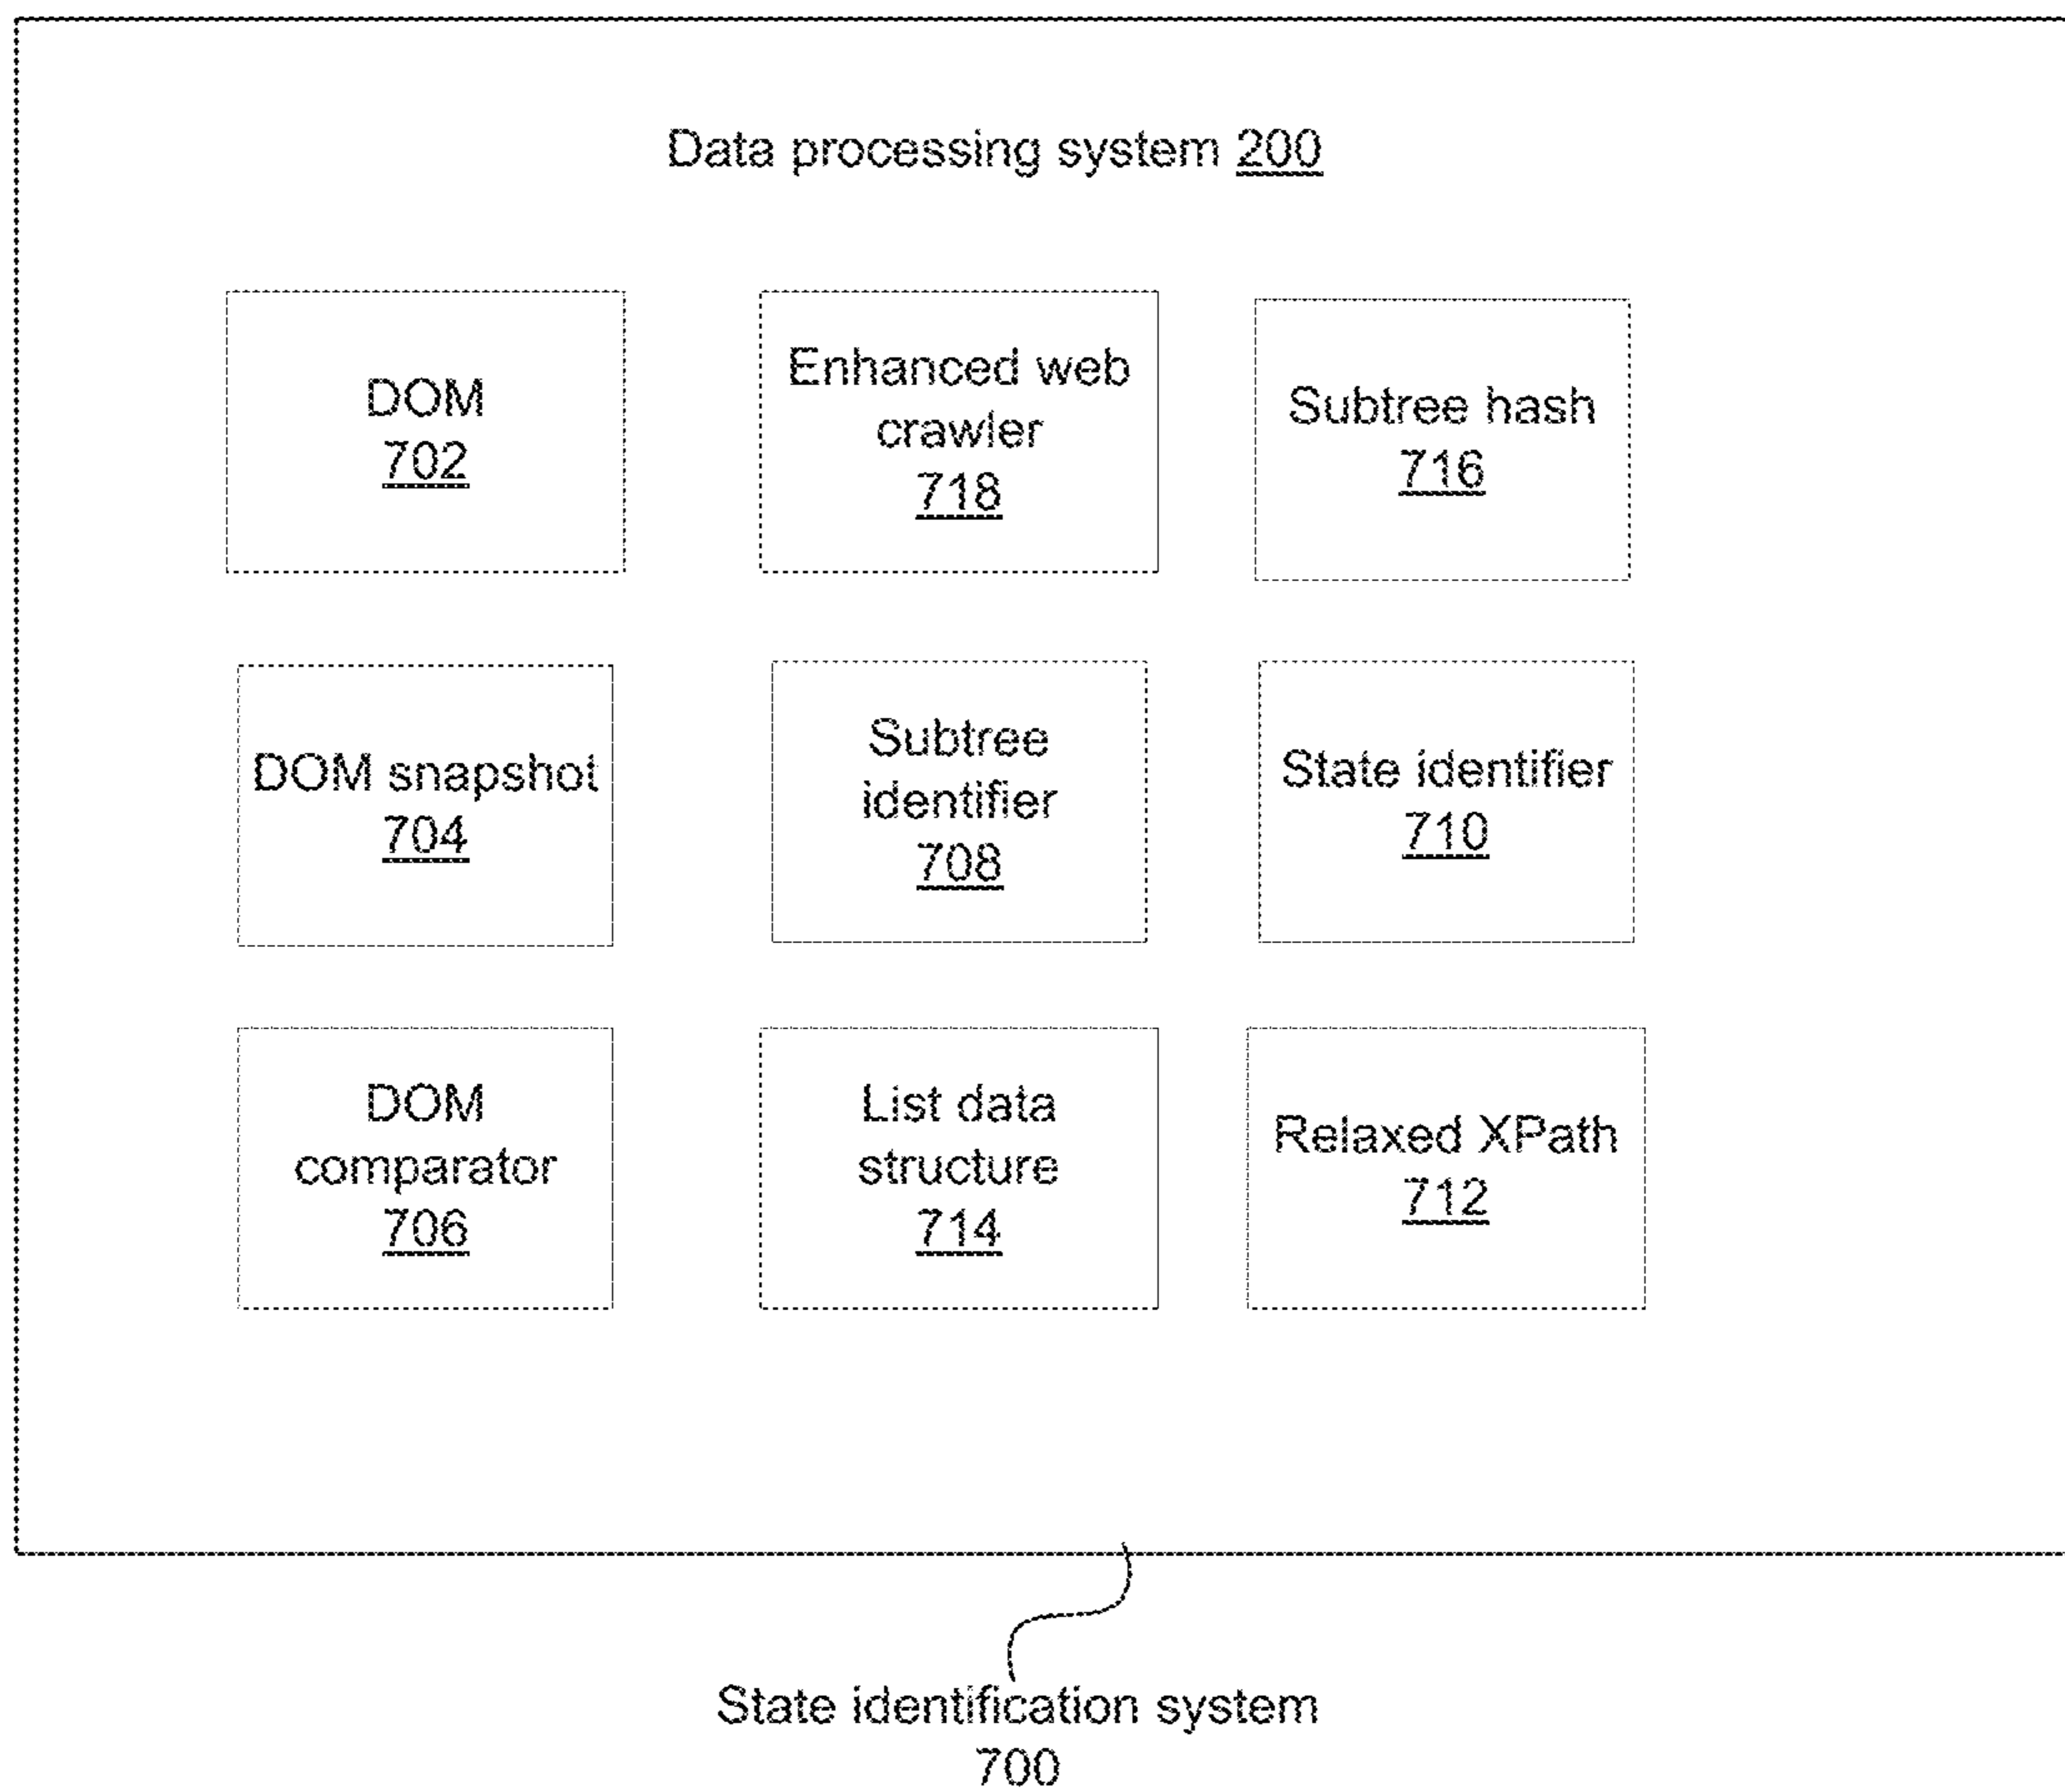 Data processing system 200
DOM
702
Enhanced web
crawler
718
Subtree hash
716
DOM snapshot
704
Subtree
identifier
708
State identifier
710
DOM
comparator
706
List data
structure
714
Relaxed XPath
712
State identification system
700